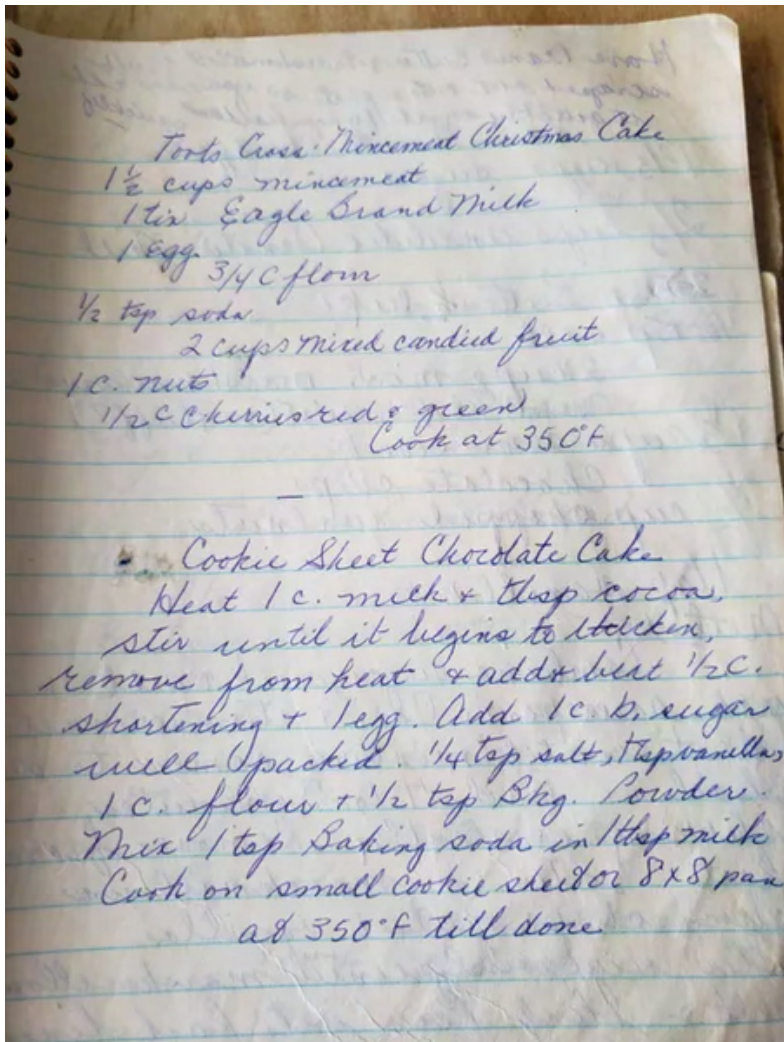 Toots Cross - Mincemeat Christmas Cake
1 1/2 cups mincemeat
1 tin Eagle Brand Milk
1 Egg
3/4 C flour
1/2 tsp soda
2 cups mixed candied fruit
1 c. nuts
1/2 C Cherries red & green
Cook at 350°F
—
Cookie Sheet Chocolate Cake
Heat 1 c. milk & tbsp cocoa,
stir until it begins to thicken,
remove from heat & add & beat 1/2 C.
shortening + 1 egg. Add 1 c. b. sugar
well packed. 1/4 tsp salt, 1 tsp vanilla,
1 c. flour + 1/2 tsp Bkg. Powder.
Mix 1 tsp Baking soda in 1 tbsp milk
Cook on small cookie sheet or 8x8 pan
at 350°F till done